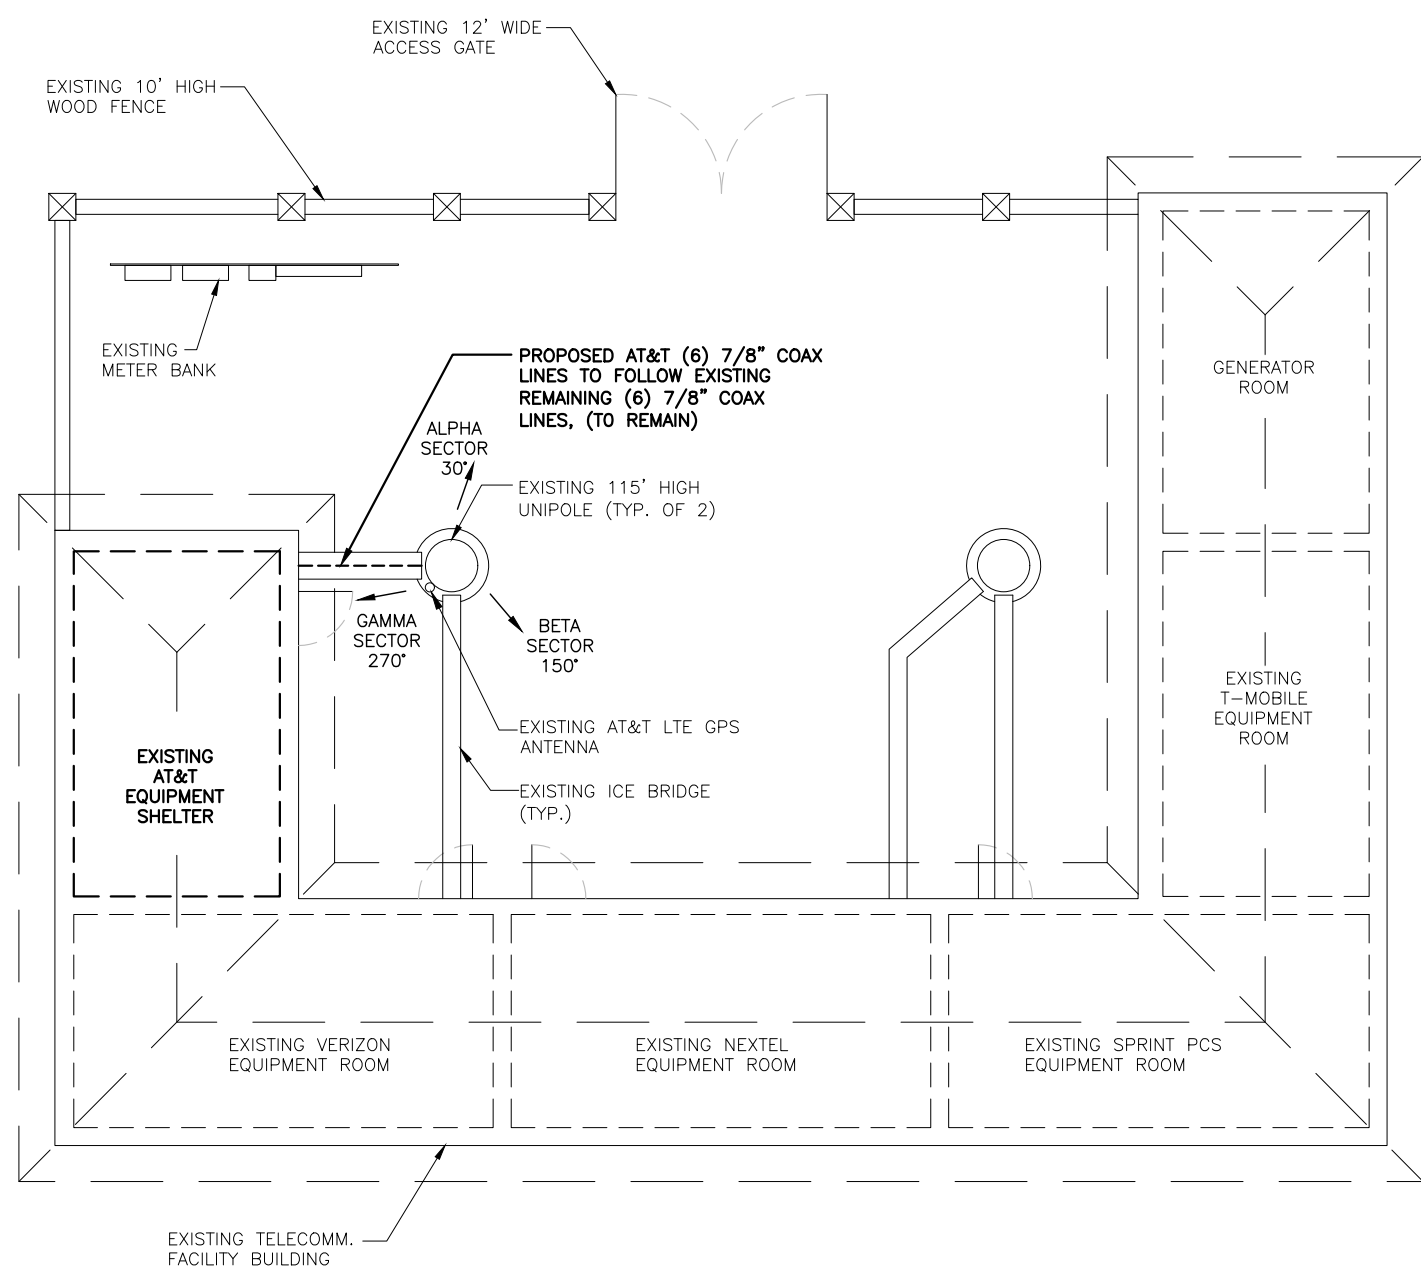 EXISTING 12' WIDE
ACCESS GATE
EXISTING 10' HIGH
WOOD FENCE
EXISTING
METER BANK
PROPOSED AT&T (6) 7/8" COAX
LINES TO FOLLOW EXISTING
REMAINING (6) 7/8" COAX
LINES, (TO REMAIN)
GENERATOR
ROOM
ALPHA
SECTOR
30°
EXISTING 115' HIGH
UNIPOLE (TYP. OF 2)
GAMMA
SECTOR
270°
BETA
SECTOR
150°
EXISTING
T-MOBILE
EQUIPMENT
ROOM
EXISTING AT&T LTE GPS
ANTENNA
EXISTING
AT&T
EQUIPMENT
SHELTER
EXISTING ICE BRIDGE
(TYP.)
EXISTING VERIZON
EQUIPMENT ROOM
EXISTING NEXTEL
EQUIPMENT ROOM
EXISTING SPRINT PCS
EQUIPMENT ROOM
EXISTING TELECOMM.
FACILITY BUILDING